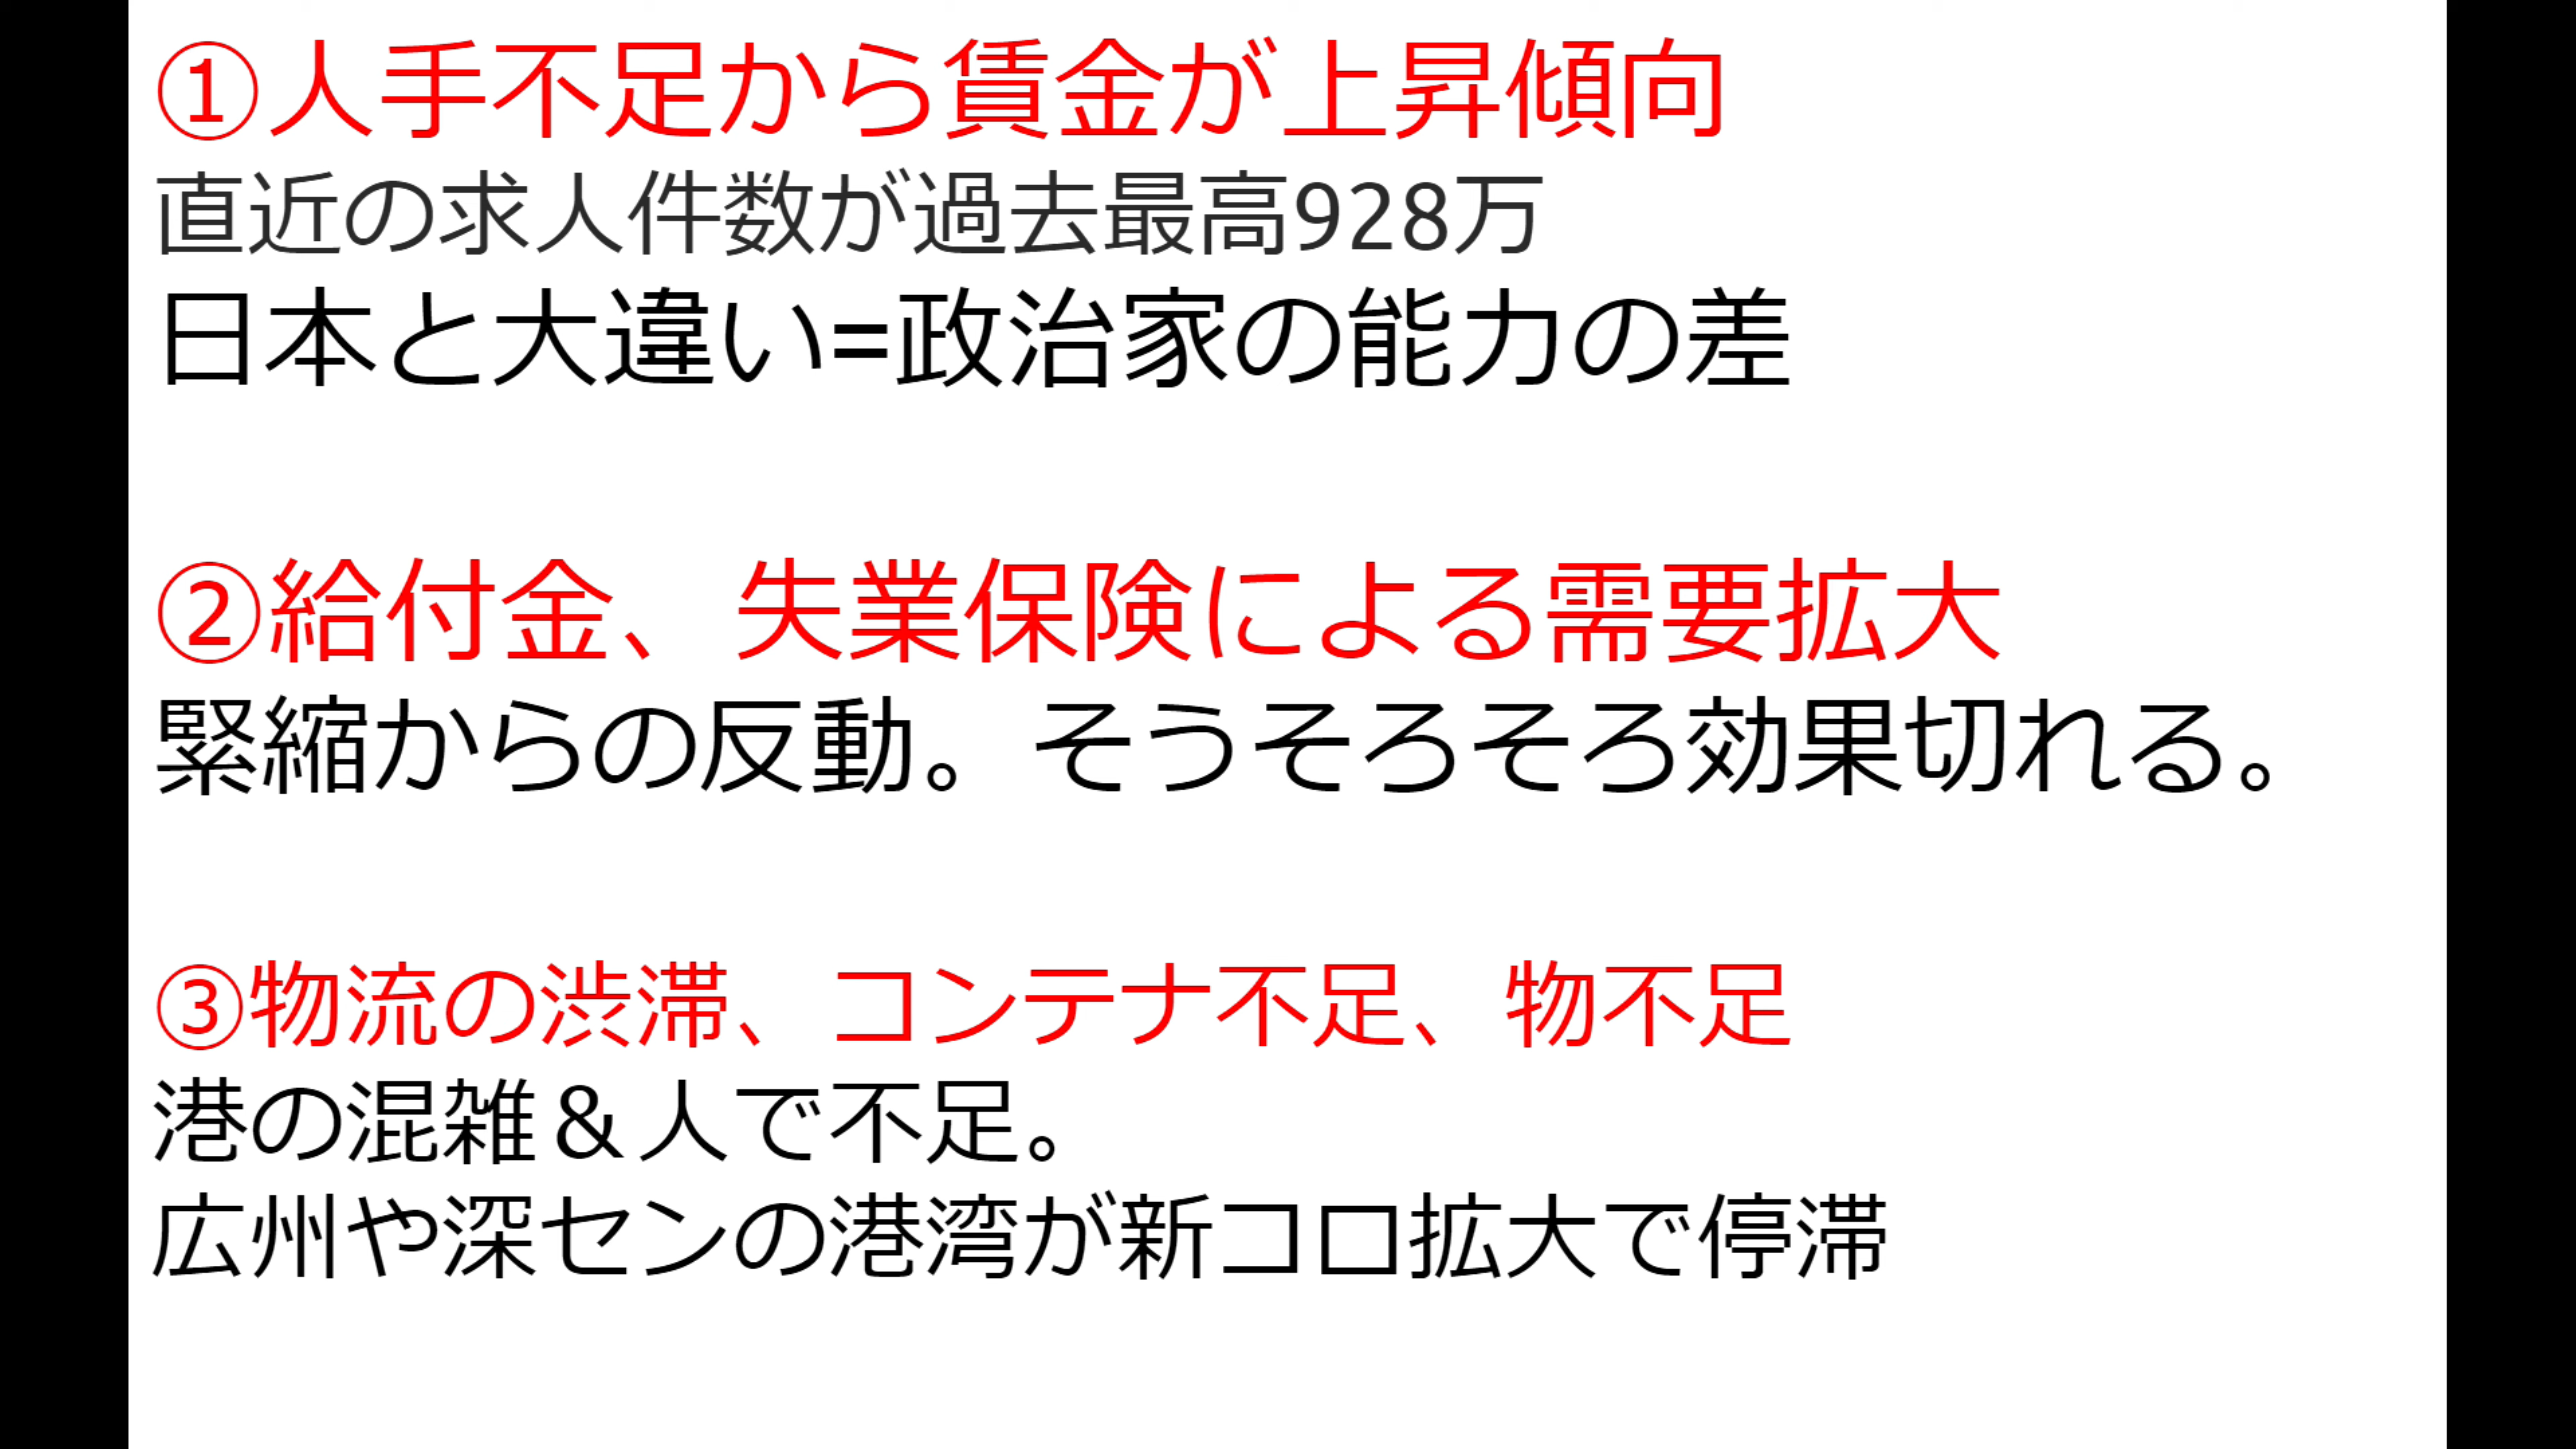 ①人手不足から賃金が上昇傾向
直近の求人件数が過去最高928万
日本と大違い=政治家の能力の差
②給付金、失業保険による需要拡大
緊縮からの反動。そうそろそろ効果切れる。
③物流の渋滞、コンテナ不足、物不足
港の混雑＆人で不足。
広州や深センの港湾が新コロ拡大で停滞